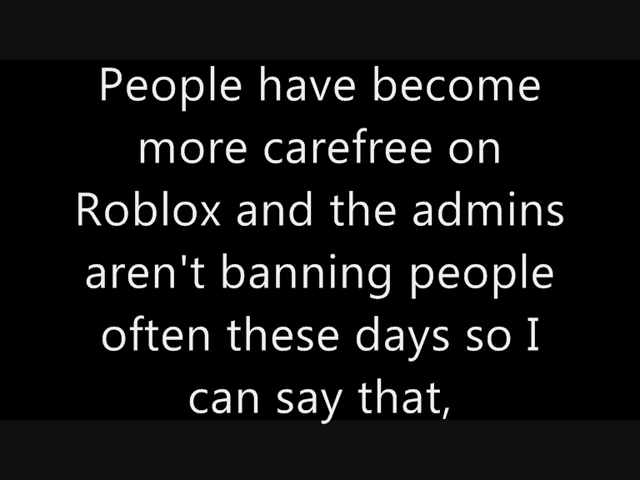 People have become
more carefree on
Roblox and the admins
aren't banning people
often these days so I
can say that,